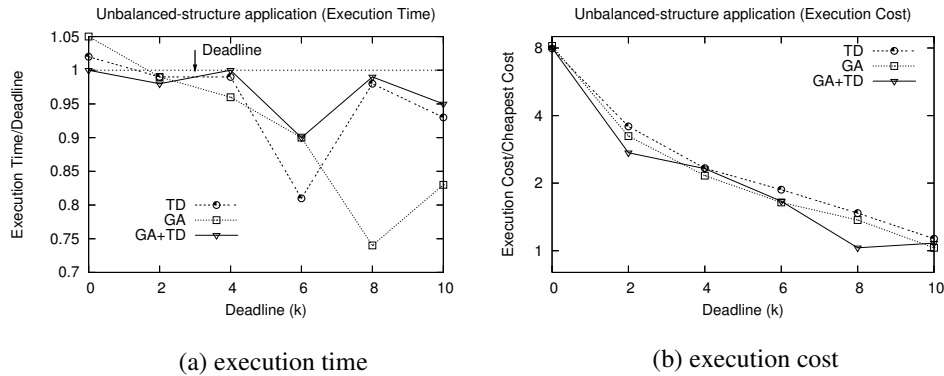 Unbalanced-structure application (Execution Time)
1.05
1
0.95
0.9
0.85
0.8
0.75
0.7
Execution Time/Deadline
Deadline
TD
GA
GA+TD
0 2 4 6 8 10
Deadline (k)
(a) execution time
Unbalanced-structure application (Execution Cost)
8
4
2
1
Execution Cost/Cheapest Cost
TD
GA
GA+TD
0 2 4 6 8 10
Deadline (k)
(b) execution cost